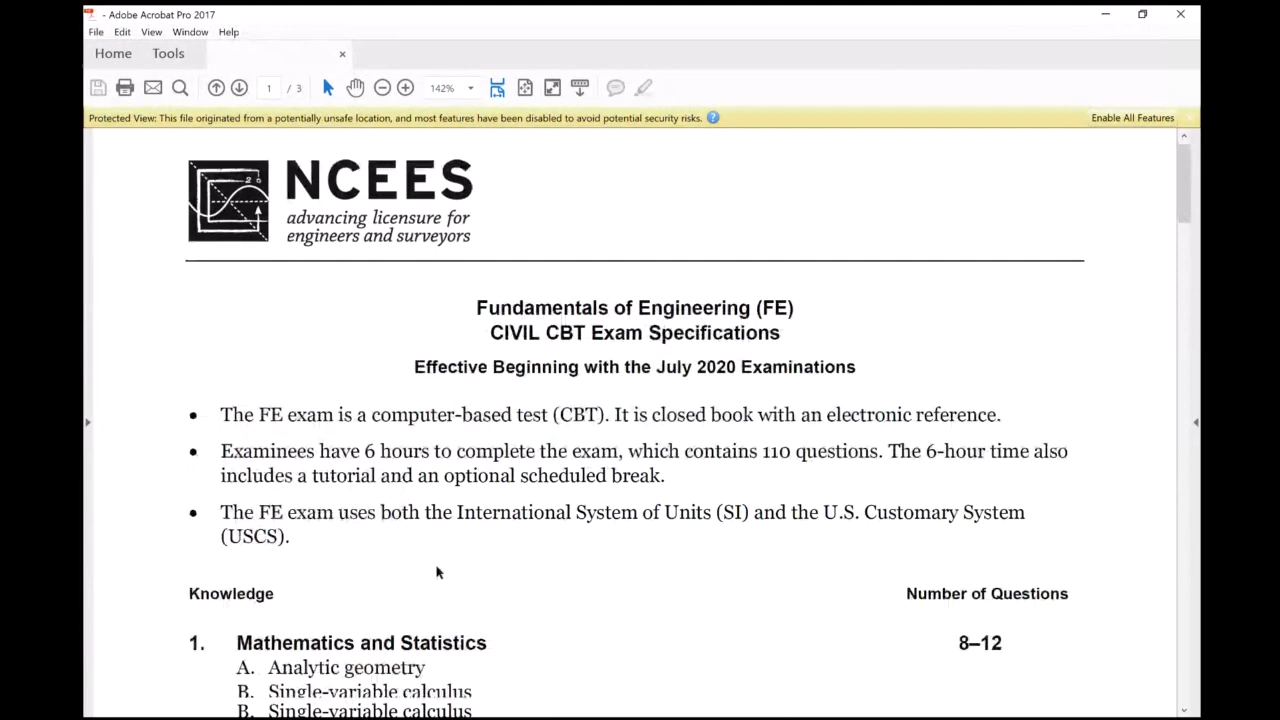 - Adobe Acrobat Pro 2017
File Edit View Window Help
Home Tools
1 / 3 142%
Protected View: This file originated from a potentially unsafe location, and most features have been disabled to avoid potential security risks. Enable All Features
NCEES
advancing licensure for
engineers and surveyors
Fundamentals of Engineering (FE)
CIVIL CBT Exam Specifications
Effective Beginning with the July 2020 Examinations
• The FE exam is a computer-based test (CBT). It is closed book with an electronic reference.
• Examinees have 6 hours to complete the exam, which contains 110 questions. The 6-hour time also
includes a tutorial and an optional scheduled break.
• The FE exam uses both the International System of Units (SI) and the U.S. Customary System
(USCS).
Knowledge Number of Questions
1. Mathematics and Statistics 8–12
A. Analytic geometry
B. Single-variable calculus
B. Single-variable calculus